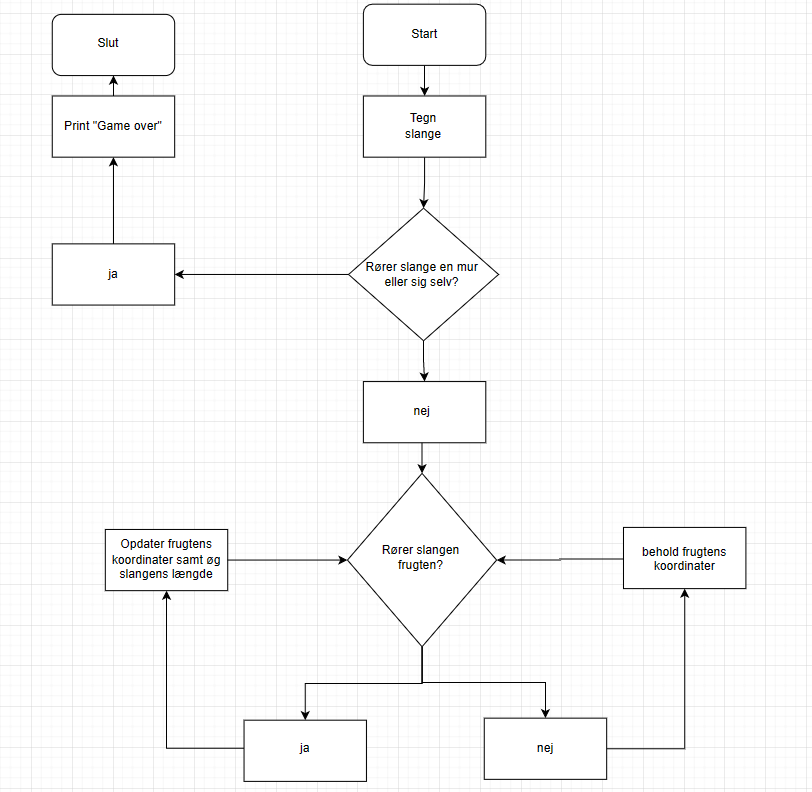 Slut
Start
Print "Game over"
Tegn
slange
ja
Rører slange en mur
eller sig selv?
nej
Opdater frugtens
koordinater samt øg
slangens længde
Rører slangen
frugten?
behold frugtens
koordinater
ja
nej